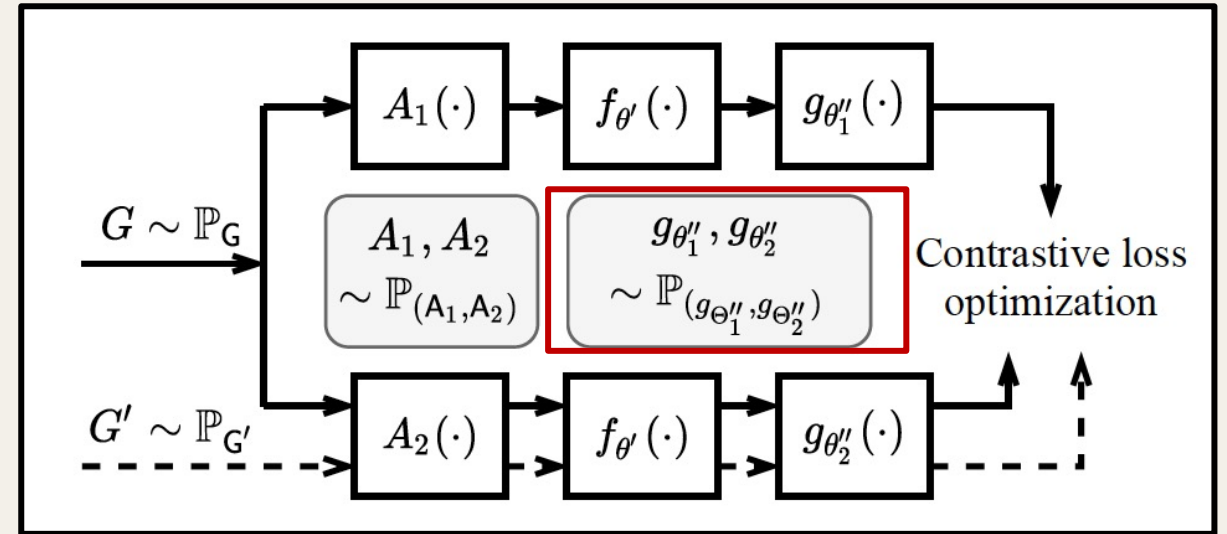 A₁(·)
f_θ′(·)
g_θ″₁(·)
G ∼ ℙ_G
A₁, A₂
∼ ℙ_(A₁,A₂)
g_θ″₁, g_θ″₂
∼ ℙ_(g_Θ″₁,g_Θ″₂)
Contrastive loss
optimization
G′ ∼ ℙ_G′
A₂(·)
f_θ′(·)
g_θ″₂(·)